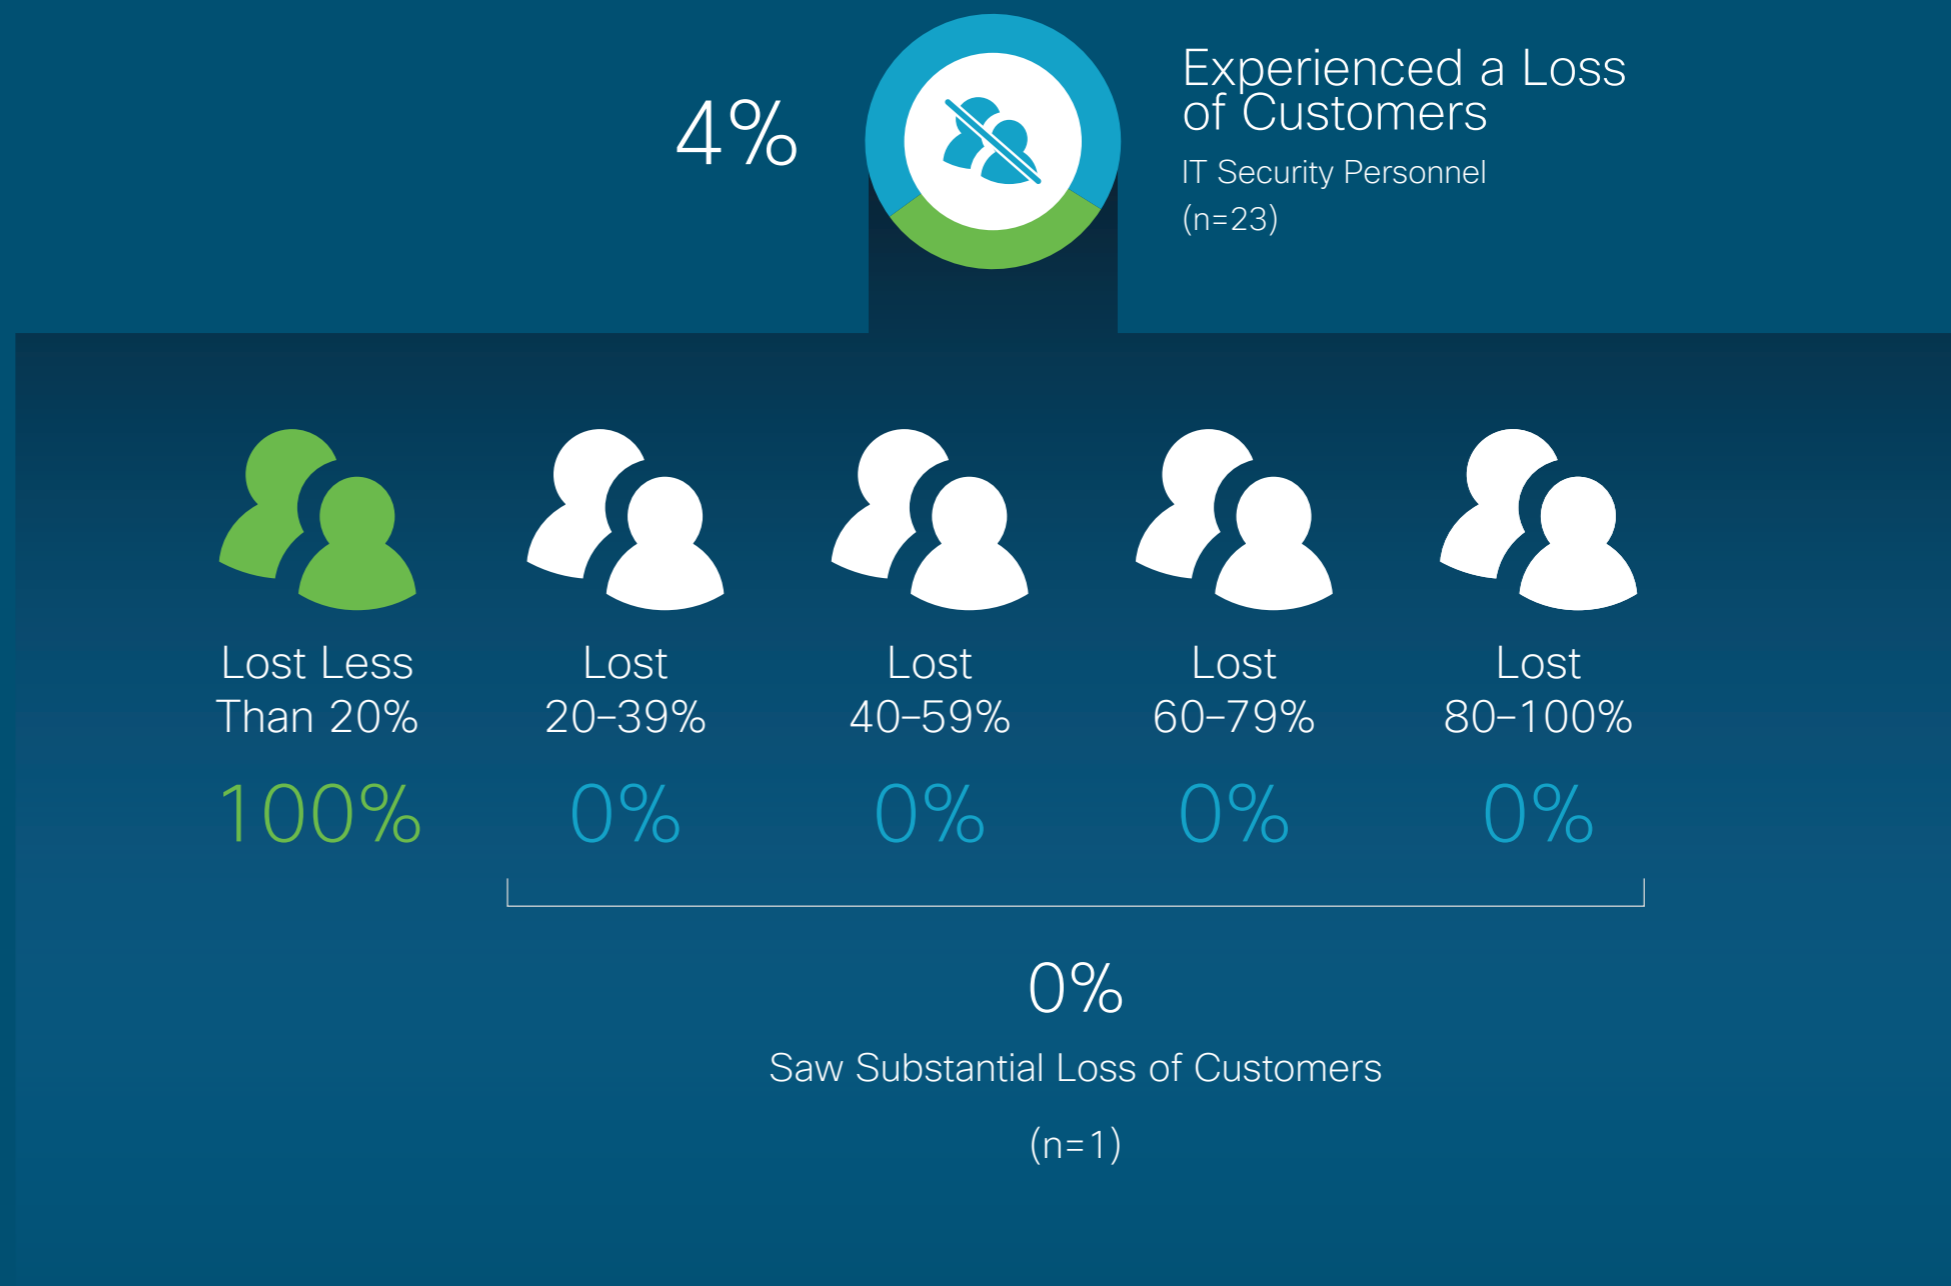 4%
Experienced a Loss
of Customers
IT Security Personnel
(n=23)
Lost Less
Than 20%
100%
Lost
20–39%
0%
Lost
40–59%
0%
Lost
60–79%
0%
Lost
80–100%
0%
0%
Saw Substantial Loss of Customers
(n=1)